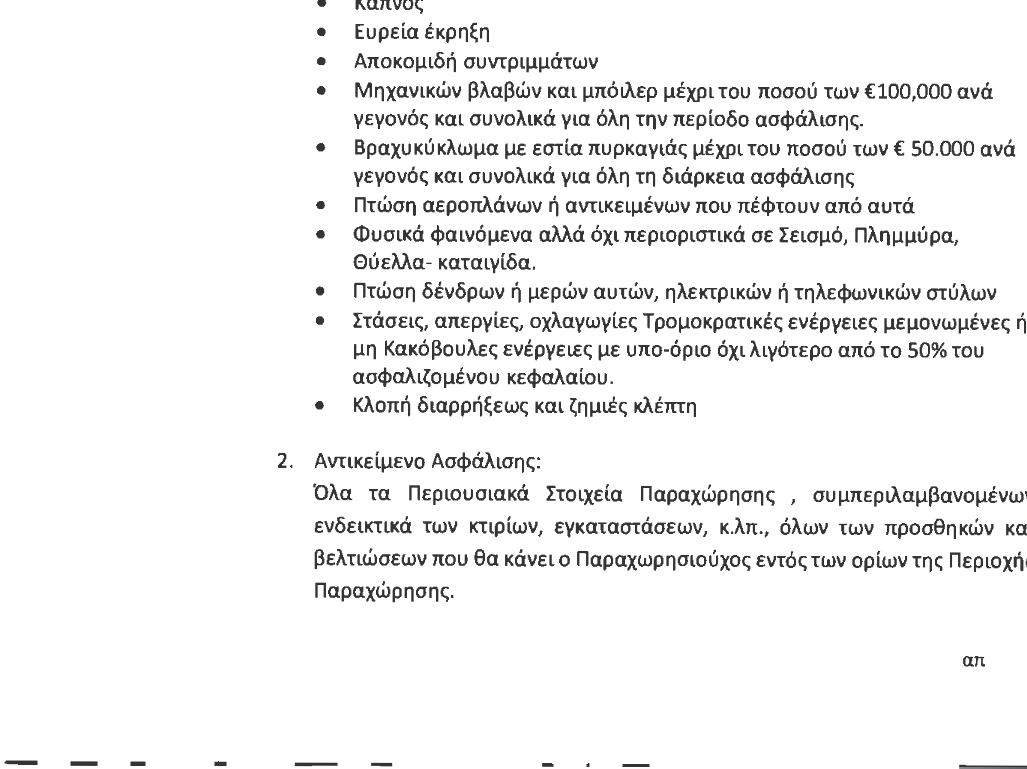 • Καπνός
• Ευρεία έκρηξη
• Αποκομιδή συντριμμάτων
• Μηχανικών βλαβών και μπόιλερ μέχρι του ποσού των €100,000 ανά
γεγονός και συνολικά για όλη την περίοδο ασφάλισης.
• Βραχυκύκλωμα με εστία πυρκαγιάς μέχρι του ποσού των € 50.000 ανά
γεγονός και συνολικά για όλη τη διάρκεια ασφάλισης
• Πτώση αεροπλάνων ή αντικειμένων που πέφτουν από αυτά
• Φυσικά φαινόμενα αλλά όχι περιοριστικά σε Σεισμό, Πλημμύρα,
Θύελλα- καταιγίδα.
• Πτώση δένδρων ή μερών αυτών, ηλεκτρικών ή τηλεφωνικών στύλων
• Στάσεις, απεργίες, οχλαγωγίες Τρομοκρατικές ενέργειες μεμονωμένες ή
μη Κακόβουλες ενέργειες με υπο-όριο όχι λιγότερο από το 50% του
ασφαλιζομένου κεφαλαίου.
• Κλοπή διαρρήξεως και ζημιές κλέπτη
2. Αντικείμενο Ασφάλισης:
Όλα τα Περιουσιακά Στοιχεία Παραχώρησης , συμπεριλαμβανομένων
ενδεικτικά των κτιρίων, εγκαταστάσεων, κ.λπ., όλων των προσθηκών κα
βελτιώσεων που θα κάνει ο Παραχωρησιούχος εντός των ορίων της Περιοχής
Παραχώρησης.
απ